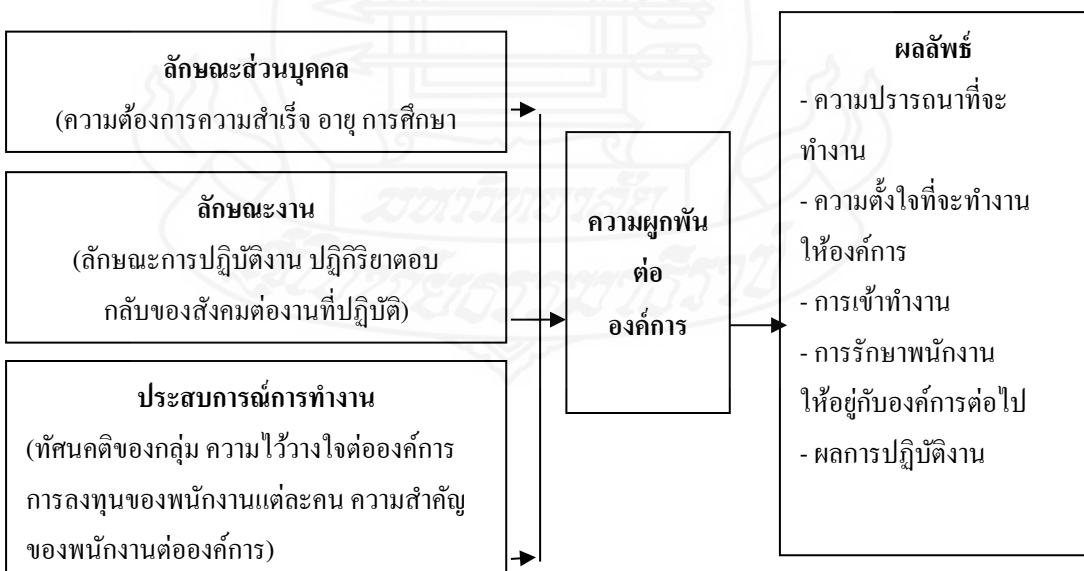 ลักษณะส่วนบุคคล
(ความต้องการความสำเร็จ อายุ การศึกษา
ลักษณะงาน
(ลักษณะการปฏิบัติงาน ปฏิกิริยาตอบ
กลับของสังคมต่องานที่ปฏิบัติ)
ประสบการณ์การทำงาน
(ทัศนคติของกลุ่ม ความไว้วางใจต่อองค์การ
การลงทุนของพนักงานแต่ละคน ความสำคัญ
ของพนักงานต่อองค์การ)
ความผูกพัน
ต่อ
องค์การ
ผลลัพธ์
- ความปรารถนาที่จะ
ทำงาน
- ความตั้งใจที่จะทำงาน
ให้องค์การ
- การเข้าทำงาน
- การรักษาพนักงาน
ให้อยู่กับองค์การต่อไป
- ผลการปฏิบัติงาน